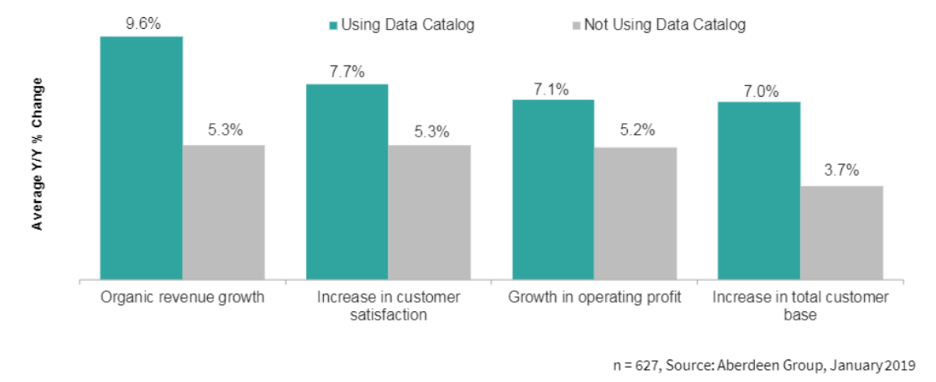 Using Data Catalog
Not Using Data Catalog
Average Y/Y % Change
9.6%
5.3%
7.7%
5.3%
7.1%
5.2%
7.0%
3.7%
Organic revenue growth
Increase in customer
satisfaction
Growth in operating profit
Increase in total customer
base
n = 627, Source: Aberdeen Group, January 2019